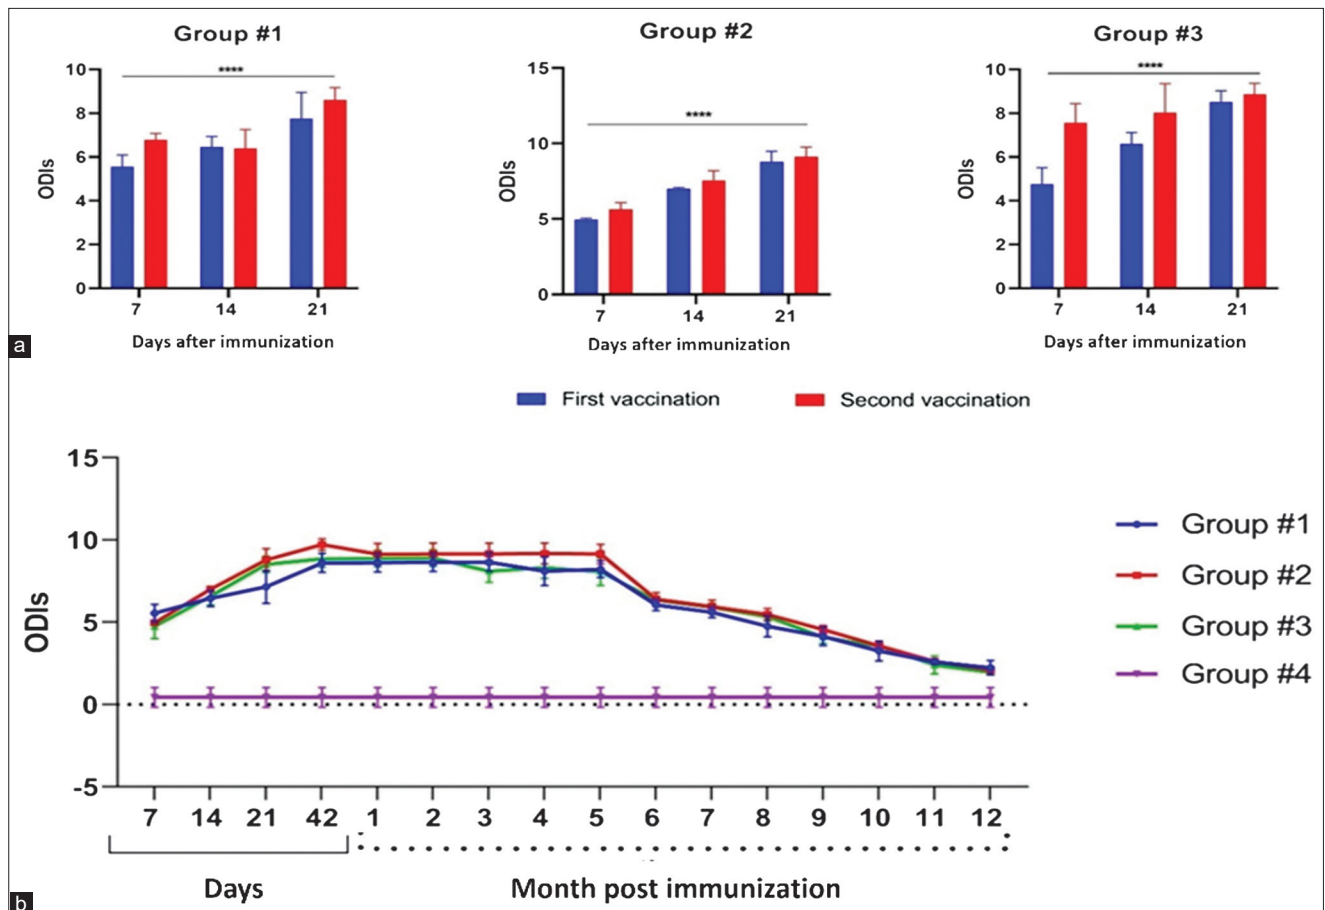 Group #1
10
8
6
4
2
0
ODIs
****
7 14 21
Days after immunization
Group #2
15
10
5
0
ODIs
****
7 14 21
Days after immunization
Group #3
10
8
6
4
2
0
ODIs
****
7 14 21
Days after immunization
a
First vaccination Second vaccination
15
10
5
0
-5
ODIs
Group #1
Group #2
Group #3
Group #4
7 14 21 42 1 2 3 4 5 6 7 8 9 10 11 12
Days Month post immunization
b